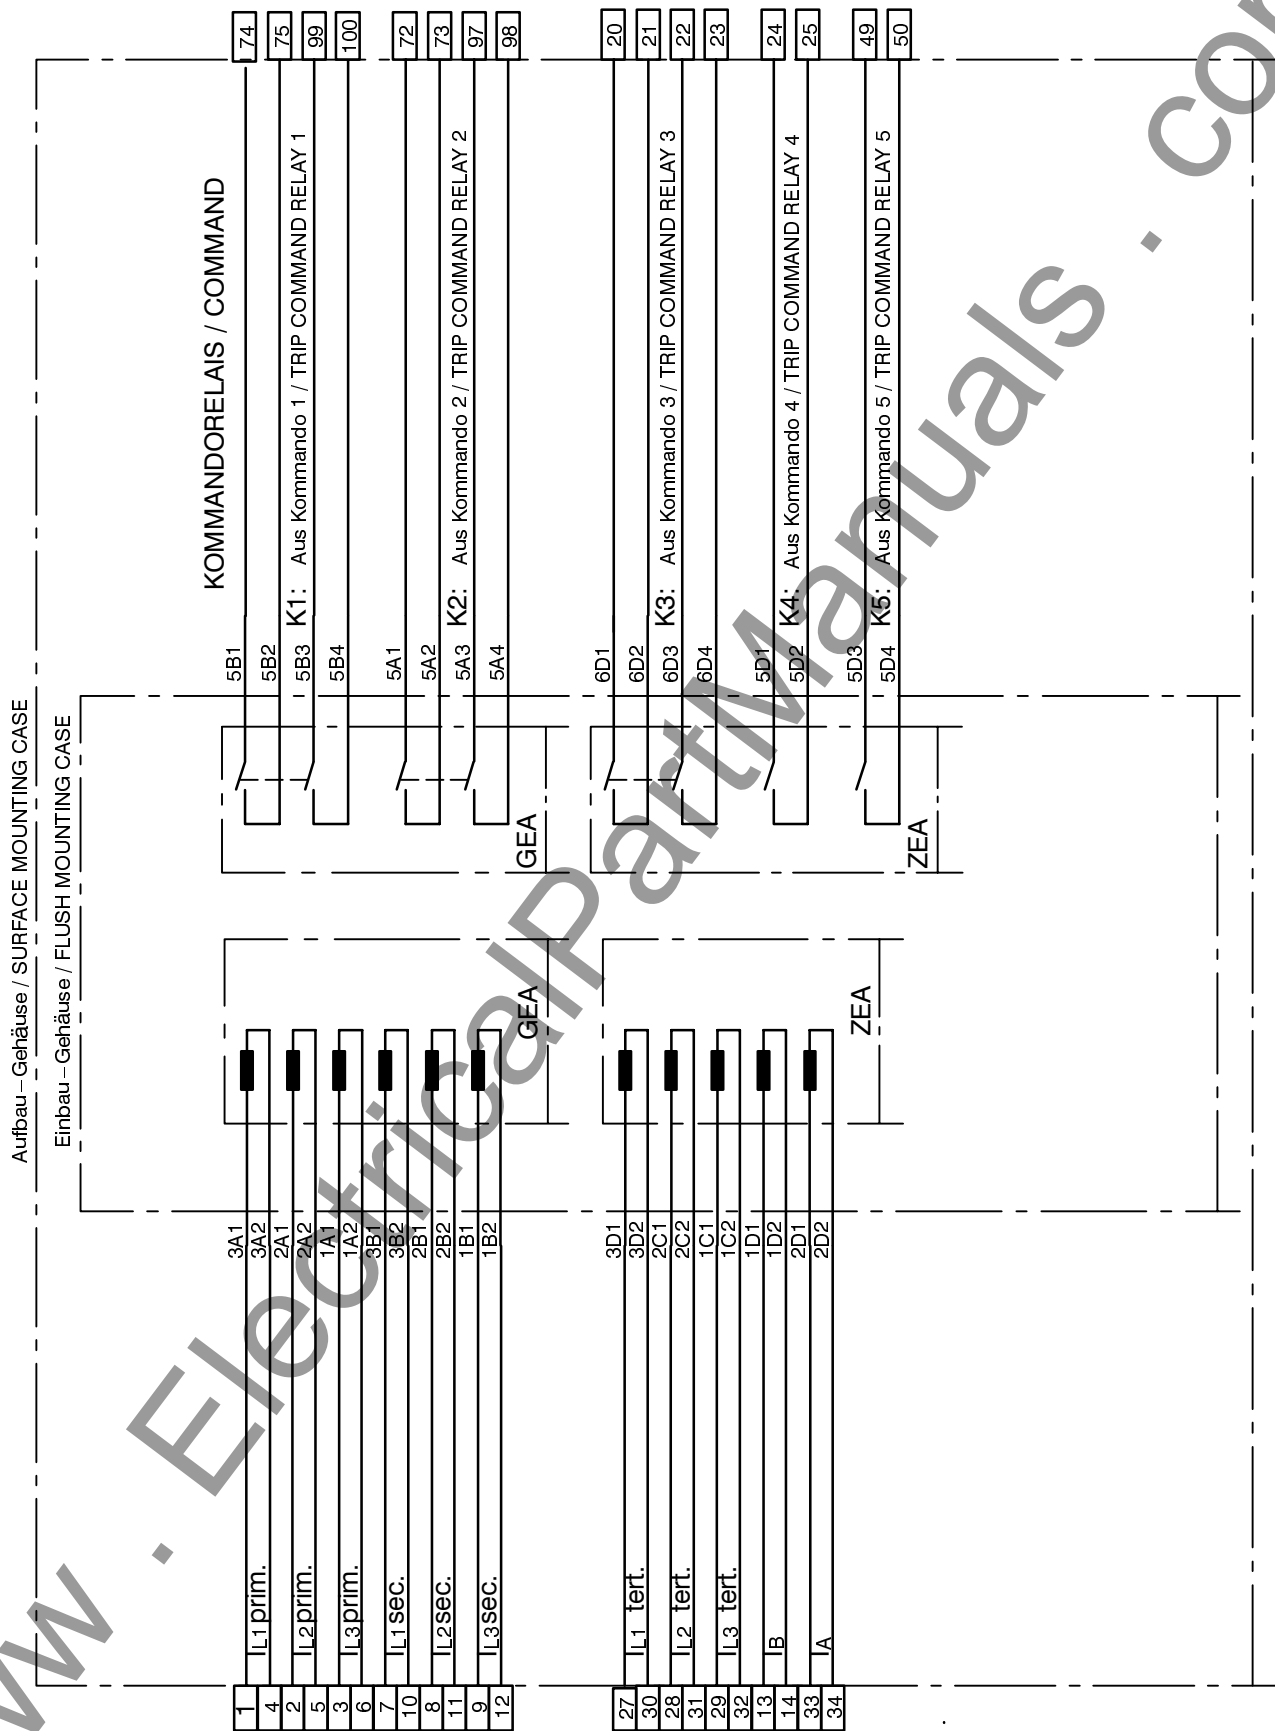 Aufbau–Gehäuse / SURFACE MOUNTING CASE
Einbau–Gehäuse / FLUSH MOUNTING CASE
KOMMANDORELAIS / COMMAND
5B1
74
5B2
75
K1: Aus Kommando 1 / TRIP COMMAND RELAY 1
5B3
99
5B4
100
5A1
72
5A2
73
K2: Aus Kommando 2 / TRIP COMMAND RELAY 2
5A3
97
5A4
98
GEA
6D1
20
6D2
21
K3: Aus Kommando 3 / TRIP COMMAND RELAY 3
6D3
22
6D4
23
5D1
24
K4: Aus Kommando 4 / TRIP COMMAND RELAY 4
5D2
25
5D3
49
K5: Aus Kommando 5 / TRIP COMMAND RELAY 5
5D4
50
ZEA
1
IL1 prim.
3A1
4
3A2
2
IL2 prim.
2A1
5
2A2
3
IL3 prim.
1A1
6
1A2
7
IL1 sec.
3B1
10
3B2
8
IL2 sec.
2B1
11
2B2
9
IL3 sec.
1B1
12
1B2
GEA
27
IL1 tert.
3D1
30
3D2
28
IL2 tert.
2C1
31
2C2
29
IL3 tert.
1C1
32
1C2
13
IB
1D1
14
1D2
33
IA
2D1
34
2D2
ZEA
w . ElectricalPartManuals . co